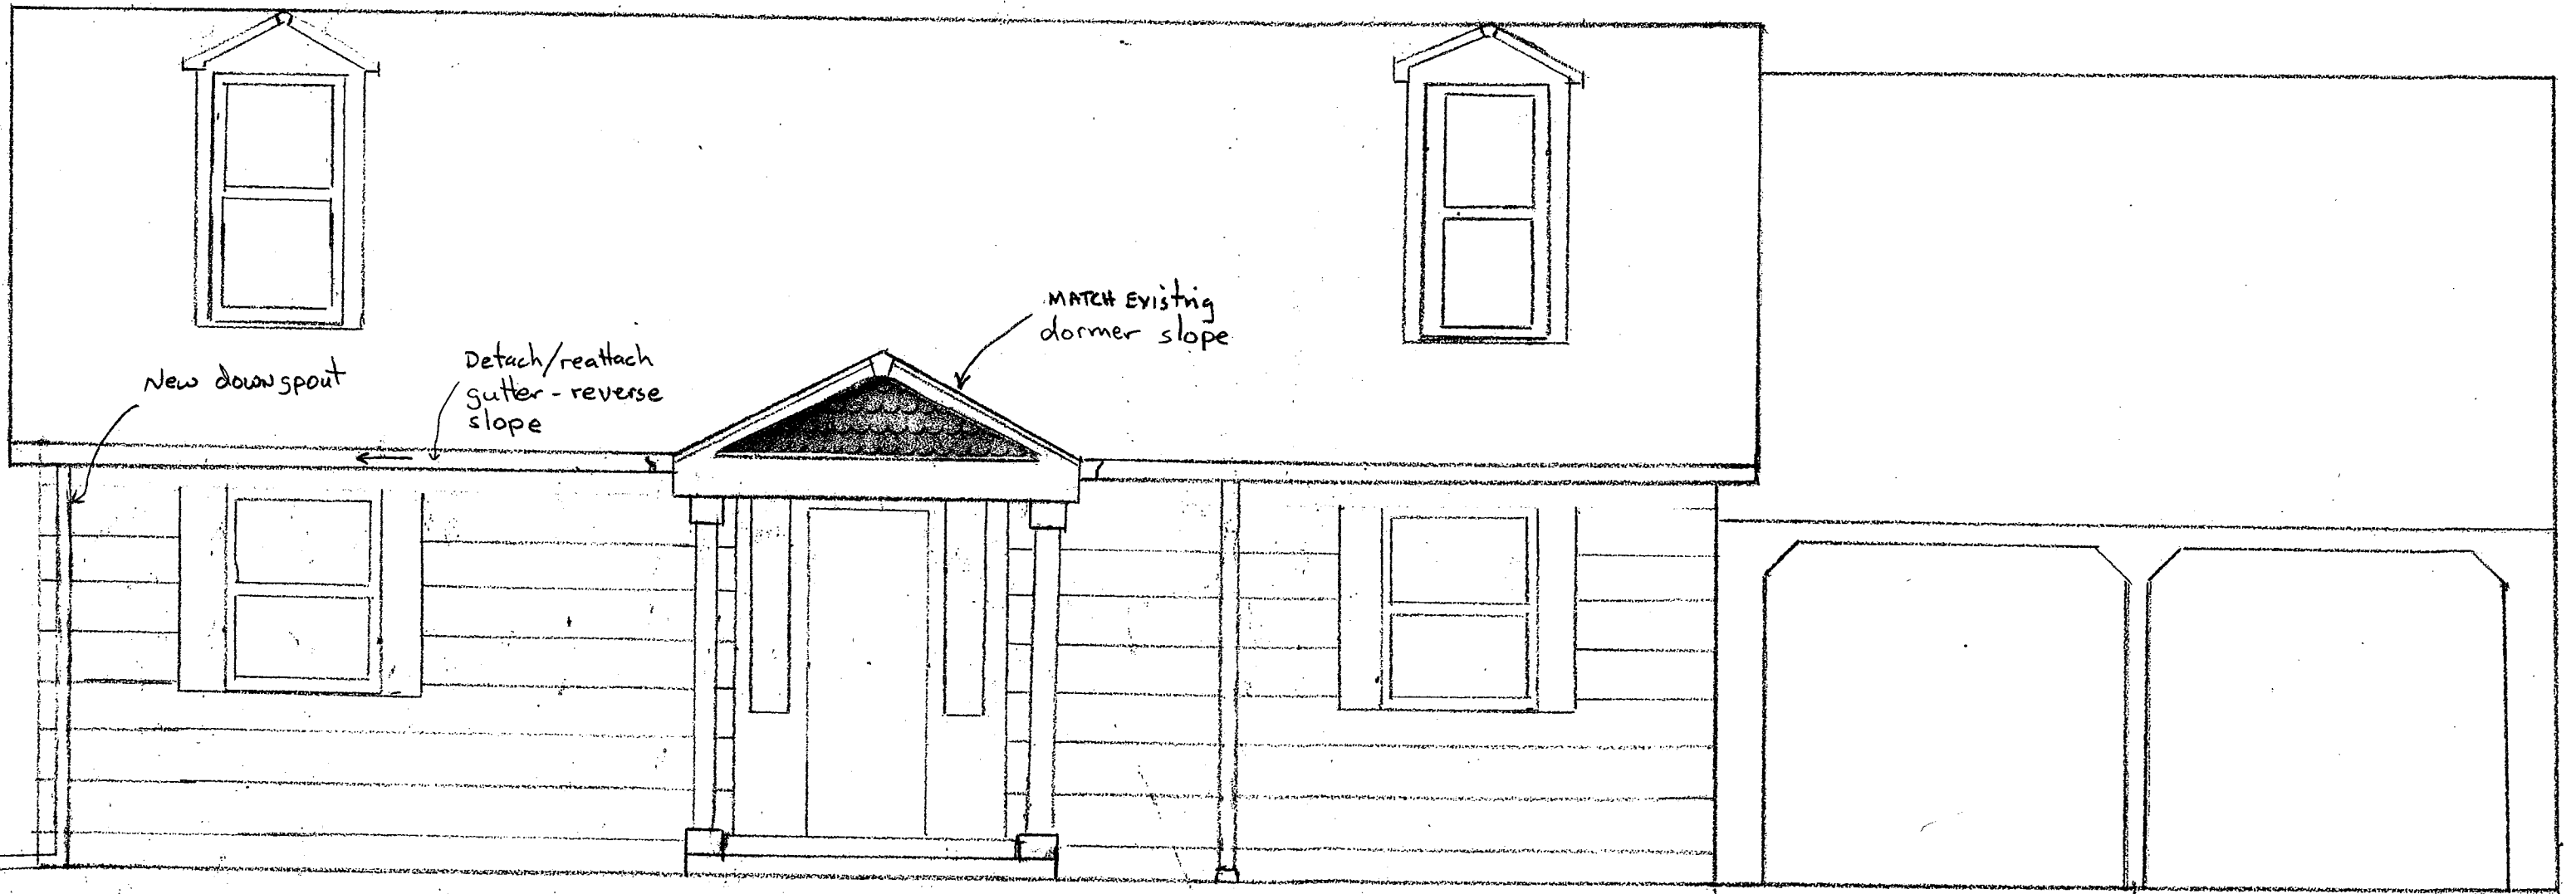 New downspout
Detach/reattach
gutter - reverse
slope
MATCH Existing
dormer slope